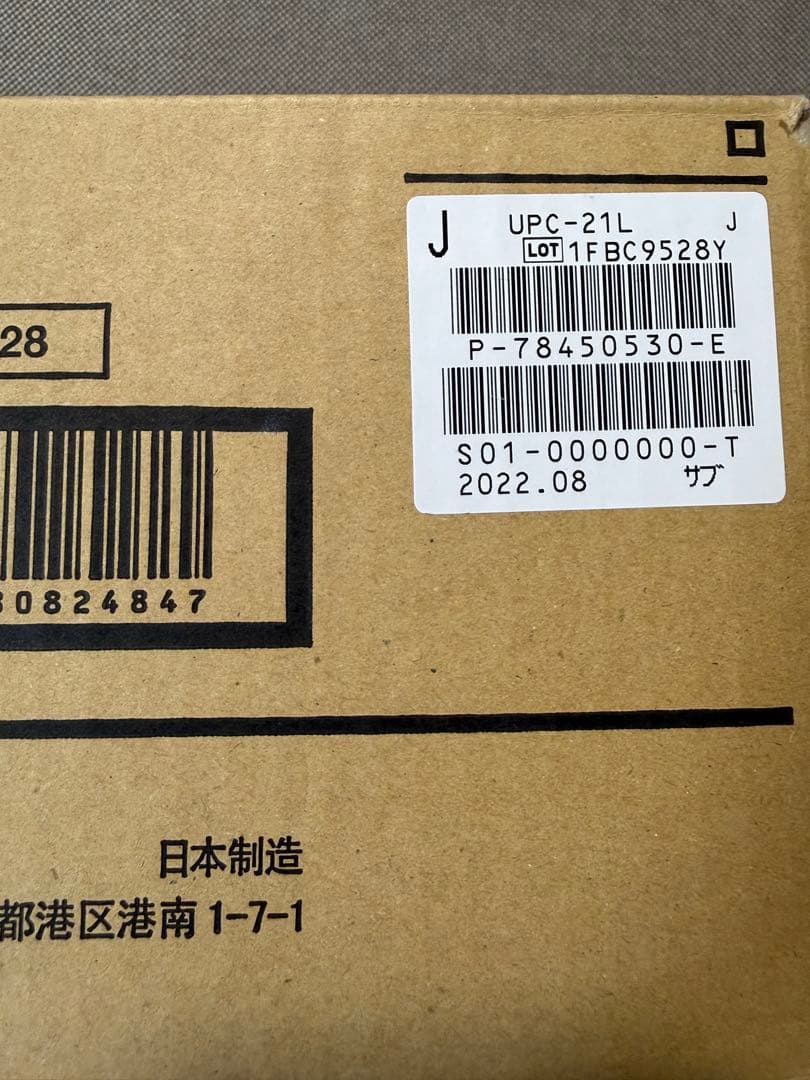 J UPC-21L J
LOT 1FBC9528Y
P-78450530-E
S01-0000000-T
2022.08 サブ
28
0824847
日本制造
都港区港南1-7-1